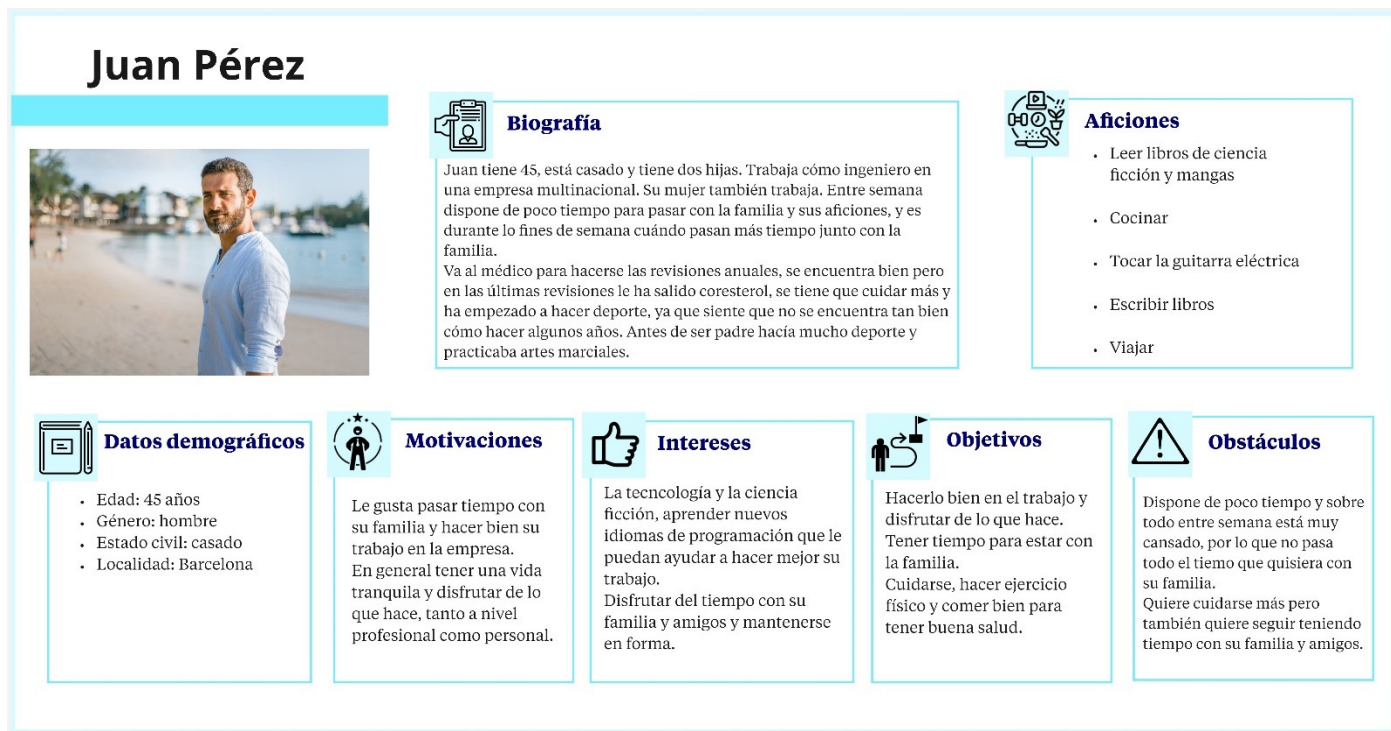 Juan Pérez
Biografía
Juan tiene 45, está casado y tiene dos hijas. Trabaja cómo ingeniero en
una empresa multinacional. Su mujer también trabaja. Entre semana
dispone de poco tiempo para pasar con la familia y sus aficiones, y es
durante lo fines de semana cuándo pasan más tiempo junto con la
familia.
Va al médico para hacerse las revisiones anuales, se encuentra bien pero
en las últimas revisiones le ha salido coresterol, se tiene que cuidar más y
ha empezado a hacer deporte, ya que siente que no se encuentra tan bien
cómo hacer algunos años. Antes de ser padre hacía mucho deporte y
practicaba artes marciales.
Aficiones
• Leer libros de ciencia
ficción y mangas
• Cocinar
• Tocar la guitarra eléctrica
• Escribir libros
• Viajar
Datos demográficos
• Edad: 45 años
• Género: hombre
• Estado civil: casado
• Localidad: Barcelona
Motivaciones
Le gusta pasar tiempo con
su familia y hacer bien su
trabajo en la empresa.
En general tener una vida
tranquila y disfrutar de lo
que hace, tanto a nivel
profesional como personal.
Intereses
La tecncología y la ciencia
ficción, aprender nuevos
idiomas de programación que le
puedan ayudar a hacer mejor su
trabajo.
Disfrutar del tiempo con su
familia y amigos y mantenerse
en forma.
Objetivos
Hacerlo bien en el trabajo y
disfrutar de lo que hace.
Tener tiempo para estar con
la familia.
Cuidarse, hacer ejercicio
físico y comer bien para
tener buena salud.
Obstáculos
Dispone de poco tiempo y sobre
todo entre semana está muy
cansado, por lo que no pasa
todo el tiemo que quisiera con
su familia.
Quiere cuidarse más pero
también quiere seguir teniendo
tiempo con su familia y amigos.